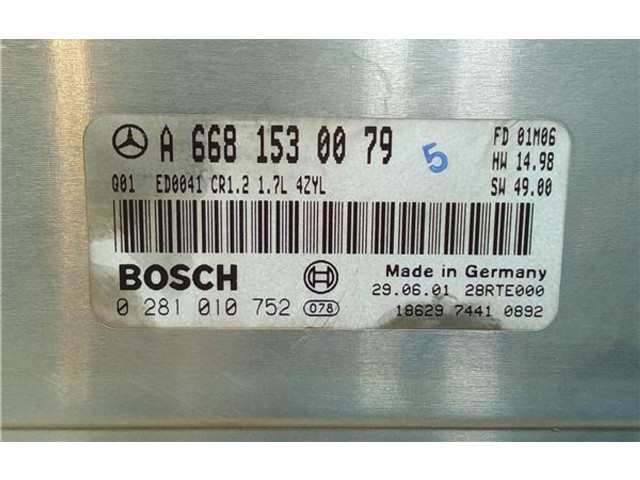 A 668 153 00 79
5
FD 01M06
HW 14.98
Q01 ED0041 CR1.2 1.7L 4ZYL
SW 49.00
BOSCH
Made in Germany
0 281 010 752 078
29.06.01 28RTE000
18629 7441 0892